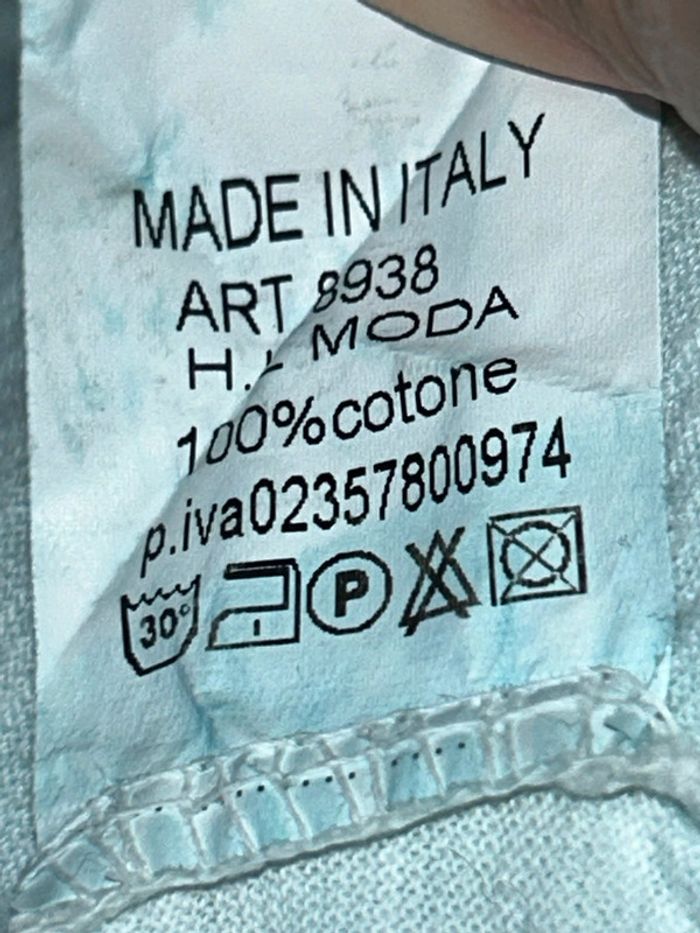 MADE IN ITALY
ART 8938
MODA
100%cotone
p.iva02357800974
30°
P